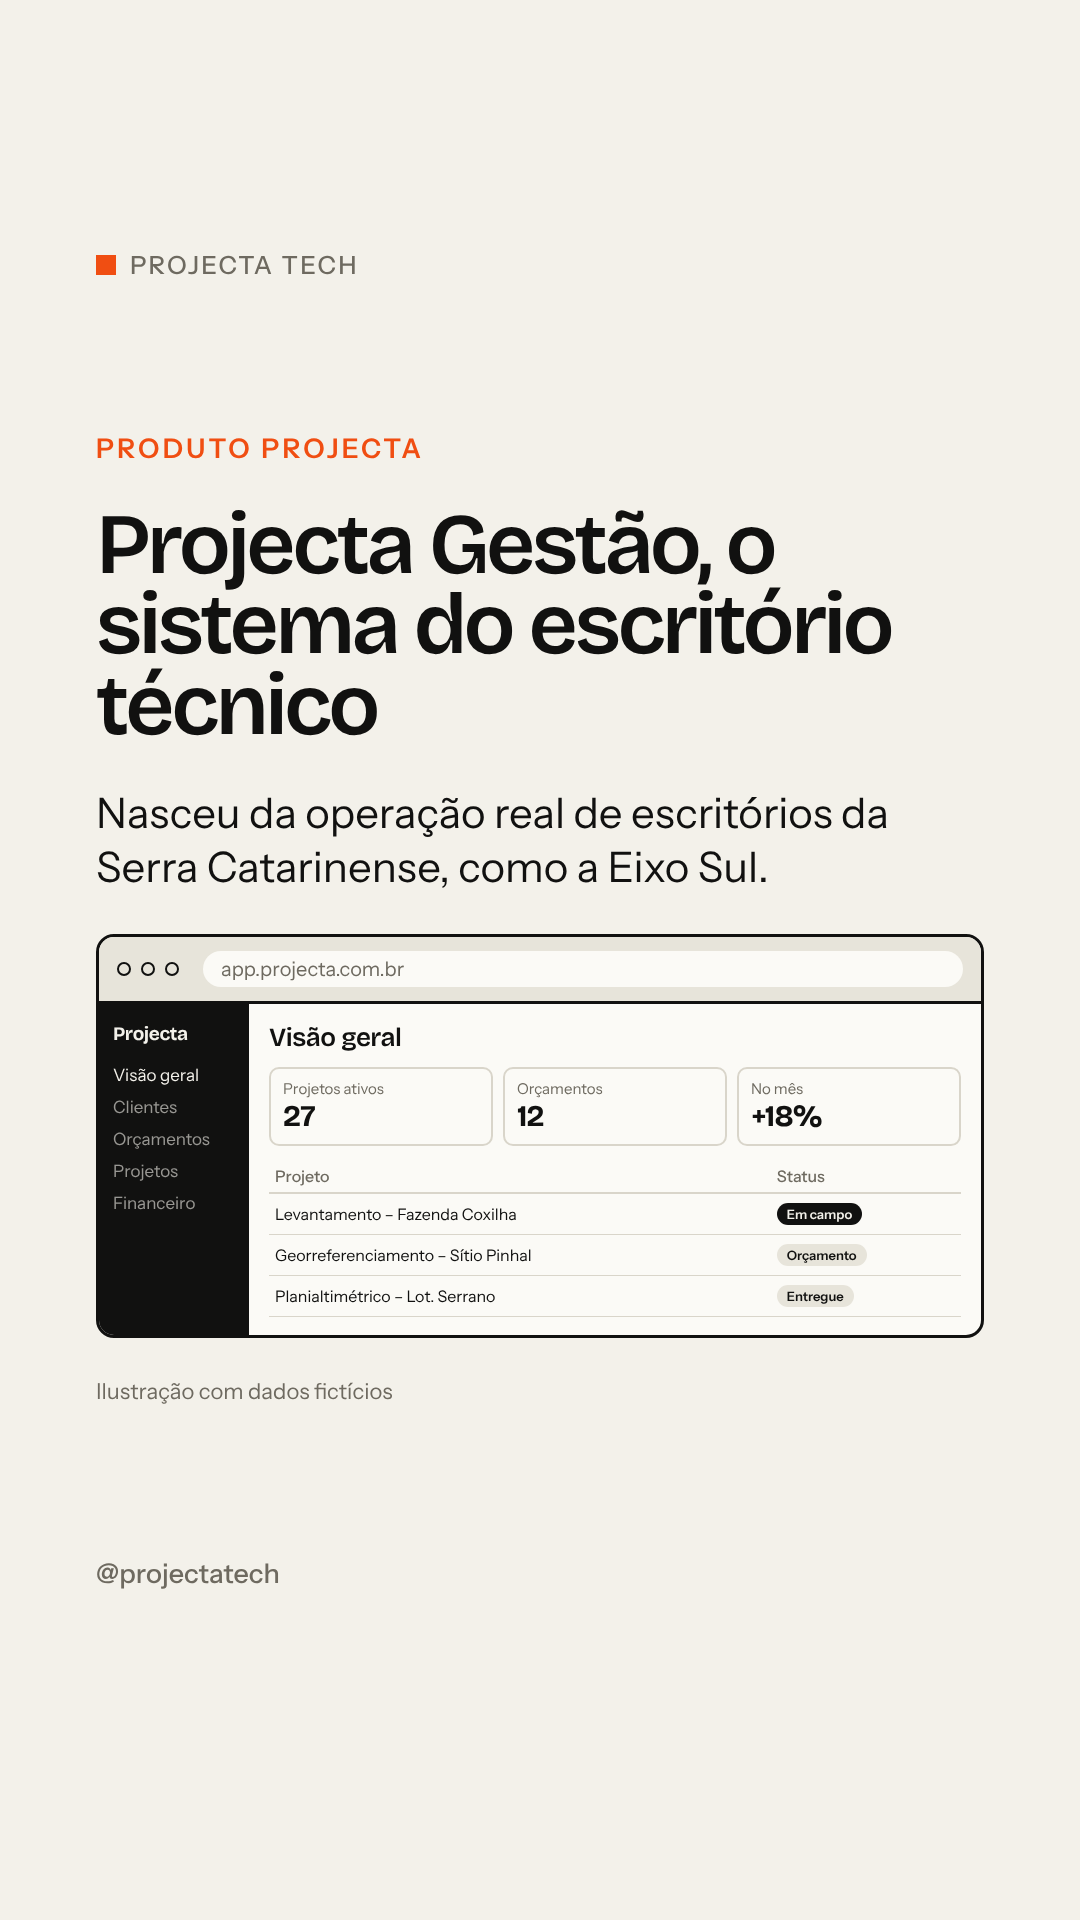 PROJECTA TECH
PRODUTO PROJECTA
Projecta Gestão, o
sistema do escritório
técnico
Nasceu da operação real de escritórios da
Serra Catarinense, como a Eixo Sul.
app.projecta.com.br
Projecta
Visão geral
Clientes
Orçamentos
Projetos
Financeiro
Visão geral
Projetos ativos
27
Orçamentos
12
No mês
+18%
Projeto Status
Levantamento – Fazenda Coxilha Em campo
Georreferenciamento – Sítio Pinhal Orçamento
Planialtimétrico – Lot. Serrano Entregue
Ilustração com dados fictícios
@projectatech